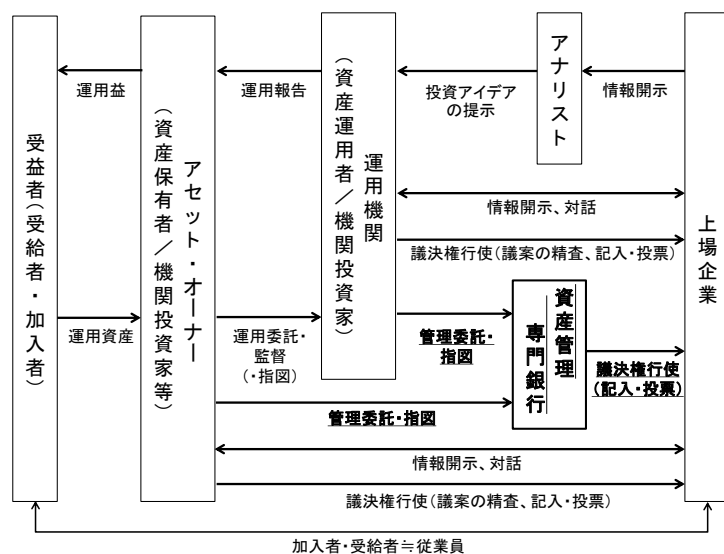 受益者（受給者・加入者）
運用益
運用資産
アセット・オーナー
（資産保有者／機関投資家等）
運用報告
運用委託・
監督
（・指図）
運用機関
（資産運用者／機関投資家）
投資アイデア
の提示
アナリスト
情報開示
情報開示、対話
議決権行使（議案の精査、記入・投票）
管理委託・
指図
資産管理
専門銀行
議決権行使
（記入・投票）
管理委託・指図
情報開示、対話
議決権行使（議案の精査、記入・投票）
上場企業
加入者・受給者≒従業員